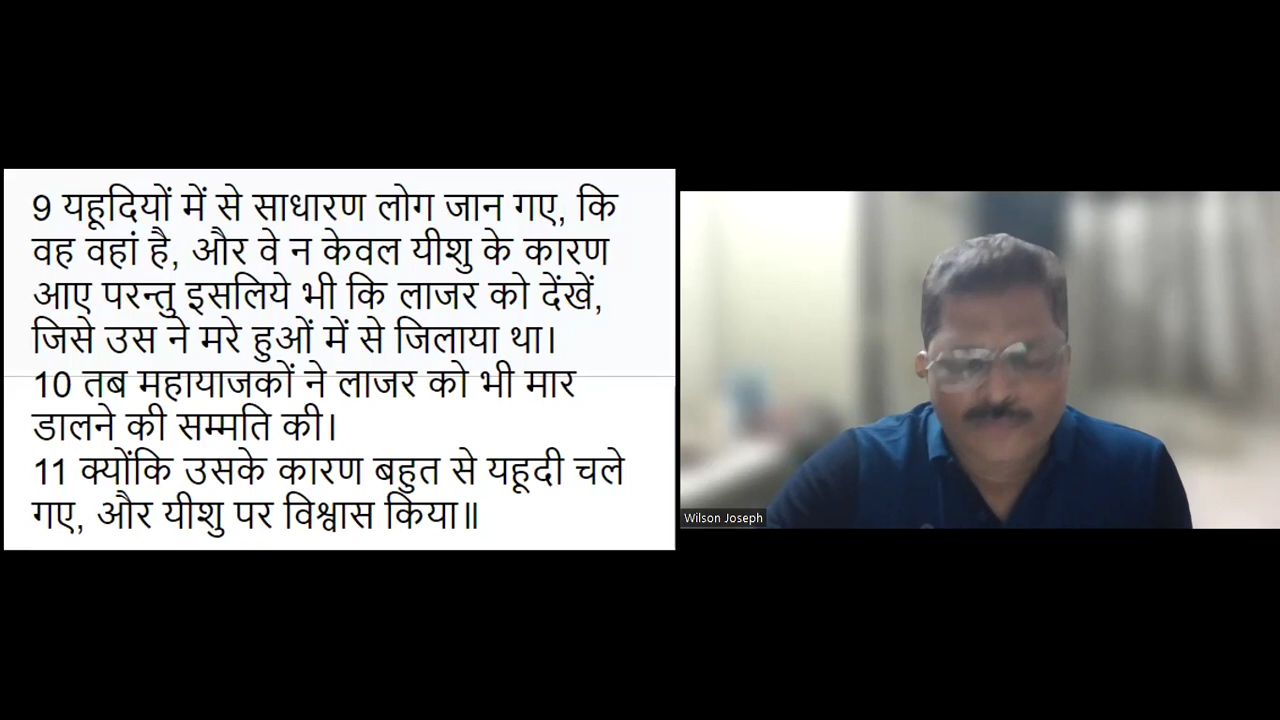 9 यहूदियों में से साधारण लोग जान गए, कि
वह वहां है, और वे न केवल यीशु के कारण
आए परन्तु इसलिये भी कि लाजर को देंखें,
जिसे उस ने मरे हुओं में से जिलाया था।
10 तब महायाजकों ने लाजर को भी मार
डालने की सम्मति की।
11 क्योंकि उसके कारण बहुत से यहूदी चले
गए, और यीशु पर विश्वास किया॥
Wilson Joseph